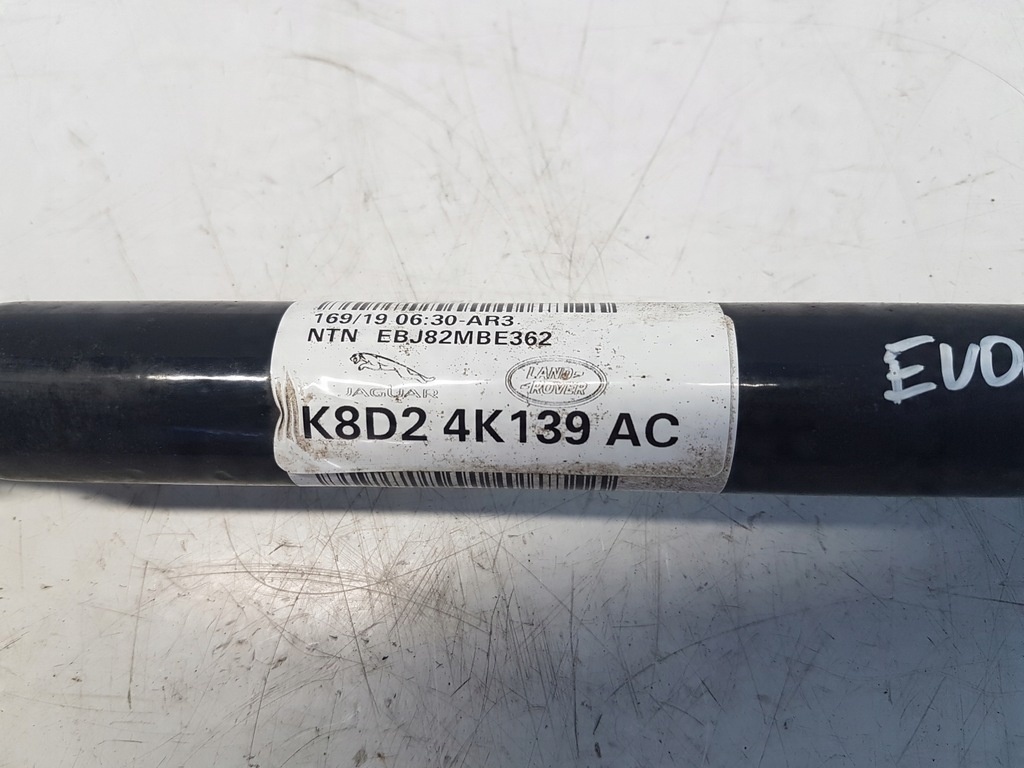 169/19 06:30-AR3
NTN EBJ82MBE362
JAGUAR
LAND-
ROVER
K8D2 4K139 AC
EVO